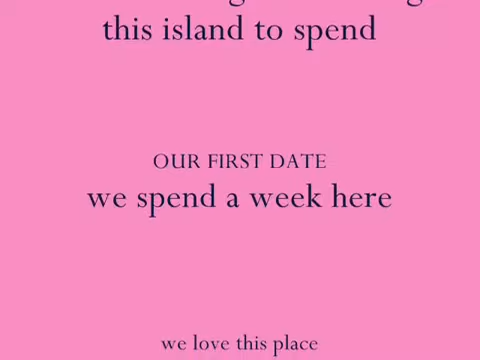 this island to spend
OUR FIRST DATE
we spend a week here
we love this place